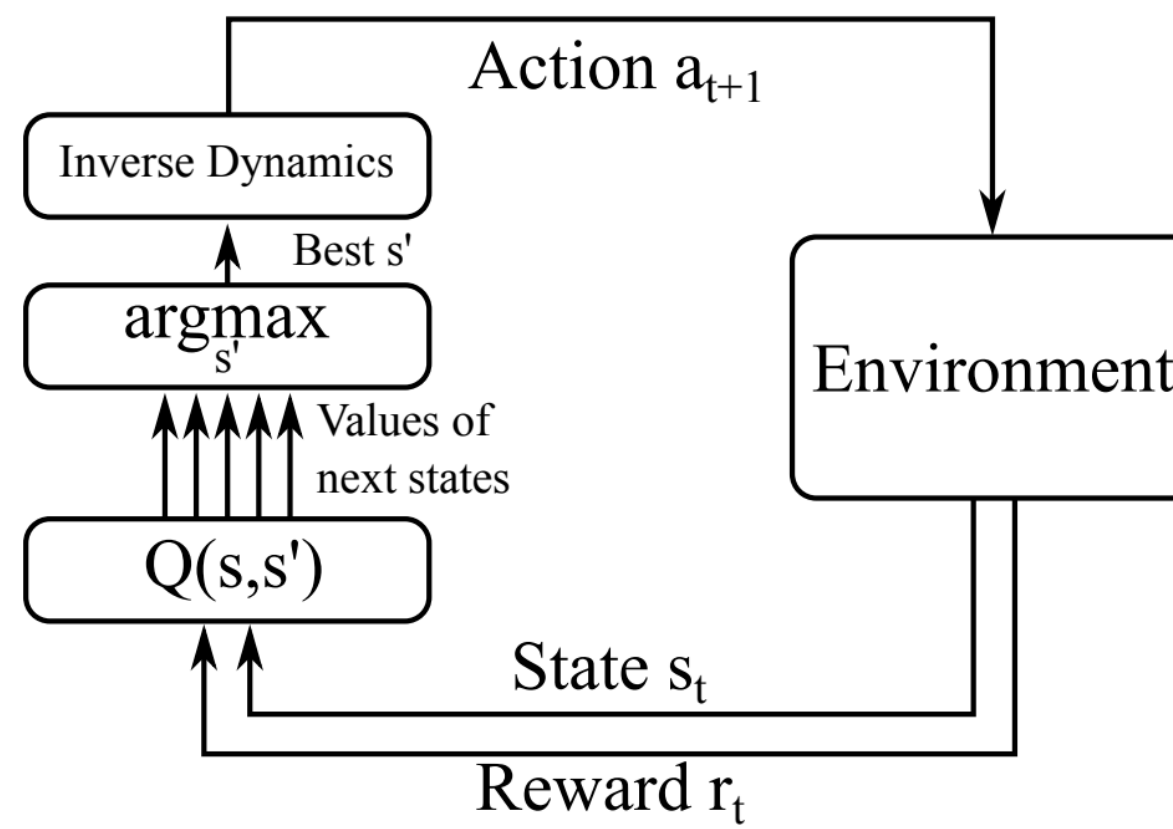 Action a_{t+1}
Inverse Dynamics
Best s'
argmax
s'
Values of
next states
Environment
Q(s,s')
State s_t
Reward r_t